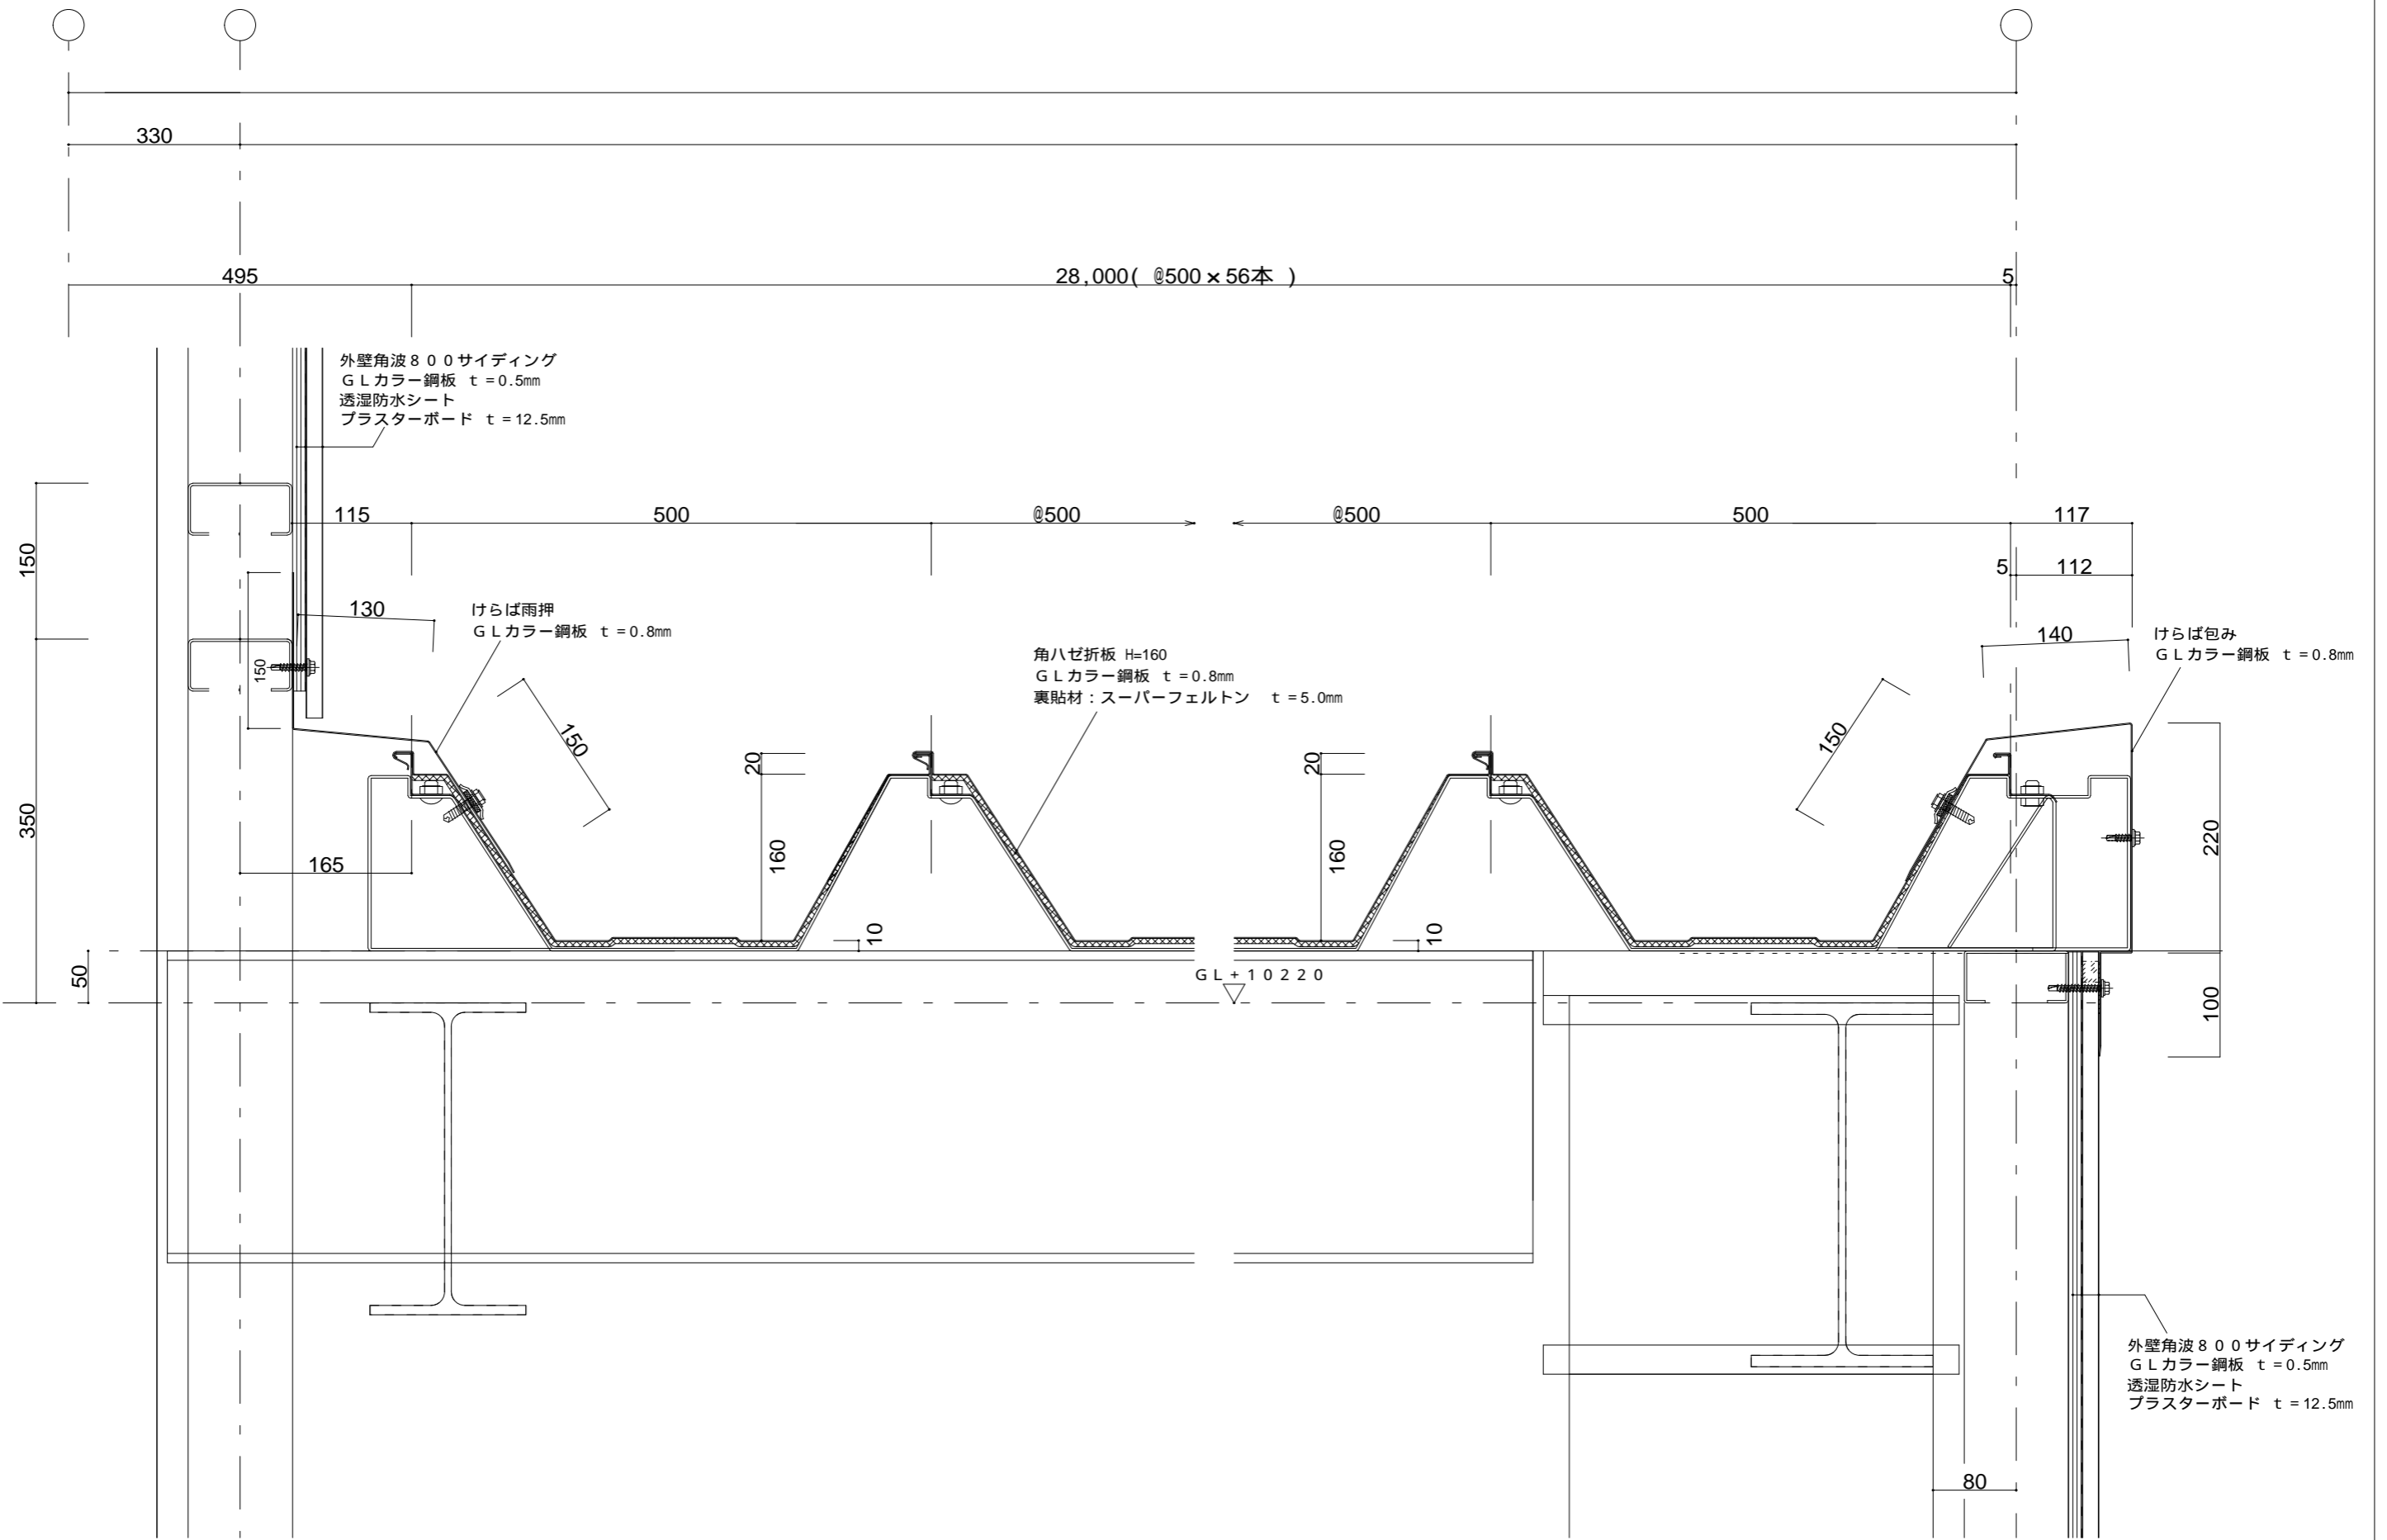 330
495
28,000( @500×56本 )
5
外壁角波800サイディング
GLカラー鋼板 t=0.5mm
透湿防水シート
プラスターボード t=12.5mm
115
500
@500
@500
500
117
150
5
112
130
けらば雨押
GLカラー鋼板 t=0.8mm
140
けらば包み
GLカラー鋼板 t=0.8mm
角ハゼ折板 H=160
GLカラー鋼板 t=0.8mm
裏貼材:スーパーフェルトン t=5.0mm
150
150
150
20
20
350
165
160
160
220
10
10
50
GL+10220
100
外壁角波800サイディング
GLカラー鋼板 t=0.5mm
透湿防水シート
プラスターボード t=12.5mm
80